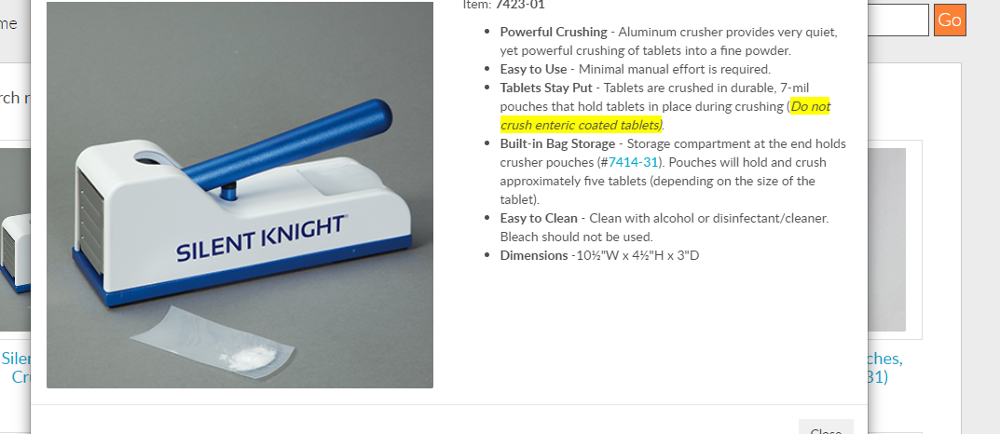 Item: 7423-01
me
Go
Powerful Crushing - Aluminum crusher provides very quiet,
yet powerful crushing of tablets into a fine powder.
Easy to Use - Minimal manual effort is required.
Tablets Stay Put - Tablets are crushed in durable, 7-mil
pouches that hold tablets in place during crushing (Do not
crush enteric coated tablets).
Built-in Bag Storage - Storage compartment at the end holds
crusher pouches (#7414-31). Pouches will hold and crush
approximately five tablets (depending on the size of the
tablet).
Easy to Clean - Clean with alcohol or disinfectant/cleaner.
Bleach should not be used.
Dimensions -10½"W x 4½"H x 3"D
rch r
SILENT KNIGHT
Siler
Cr
ches,
31)
Close